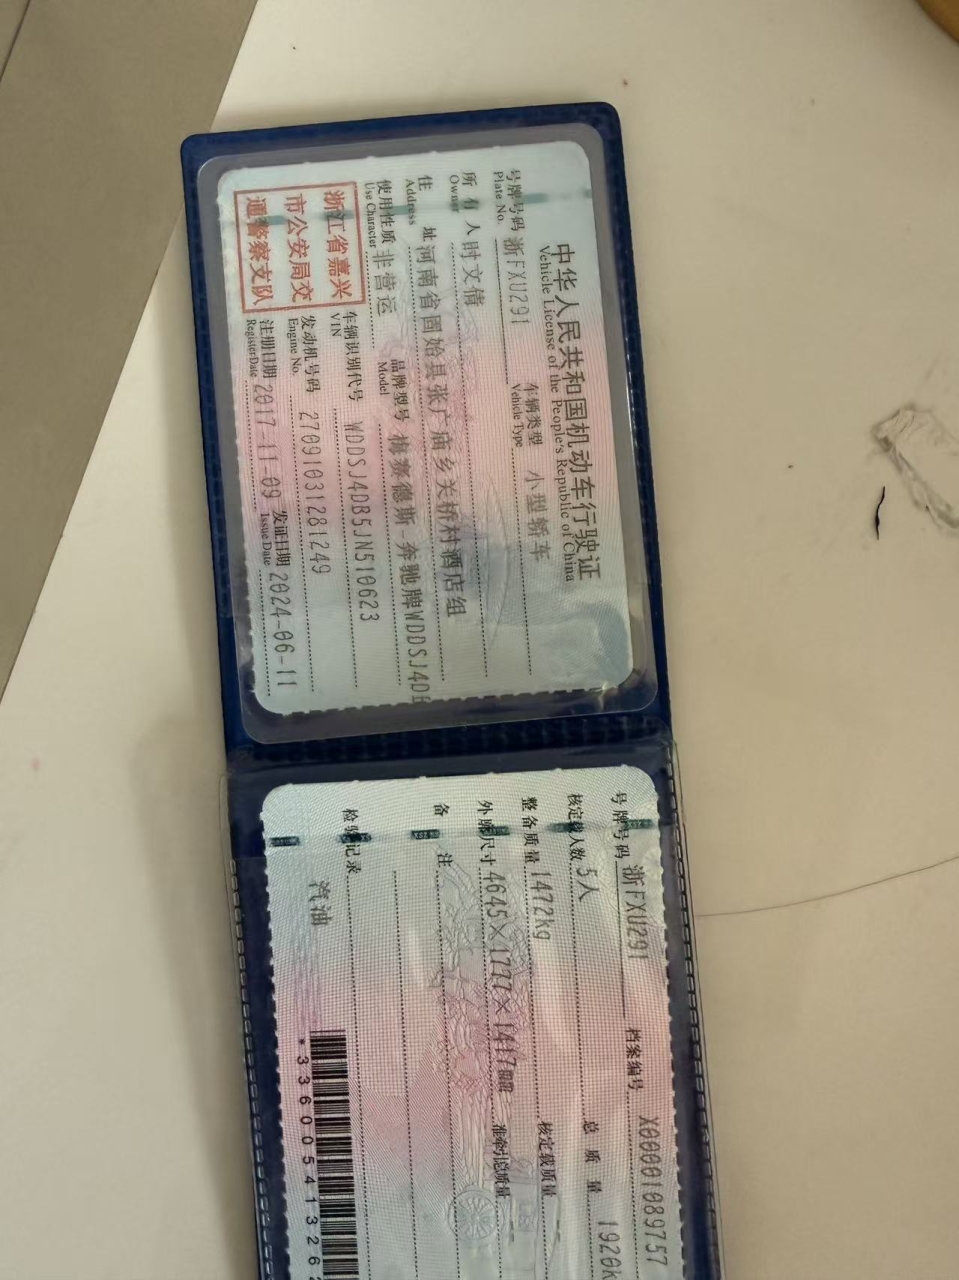 中华人民共和国机动车行驶证
Vehicle License of the People's Republic of China
号牌号码 浙FXU291 车辆类型 小型轿车
Plate No. Vehicle Type
所有人 时文倩
Owner
住址 河南省固始县张广庙乡关桥村酒店组
Address
使用性质 非营运 品牌型号 梅赛德斯-奔驰牌WDDSJ4DB
Use Character Model
浙江省嘉兴
市公安局交
通警察支队
车辆识别代号 WDDSJ4DB5JN510623
VIN
发动机号码 27091031281249
Engine No.
注册日期 2017-11-09 发证日期 2024-06-11
Register Date Issue Date
号牌号码 浙FXU291 档案编号 X00001089757
核定载人数 5人 总质量 1920k
整备质量 1472kg 核定载质量
外廓尺寸 4645×1777×1417mm 准牵引总质量
备注
检验记录
汽油
*336005413262